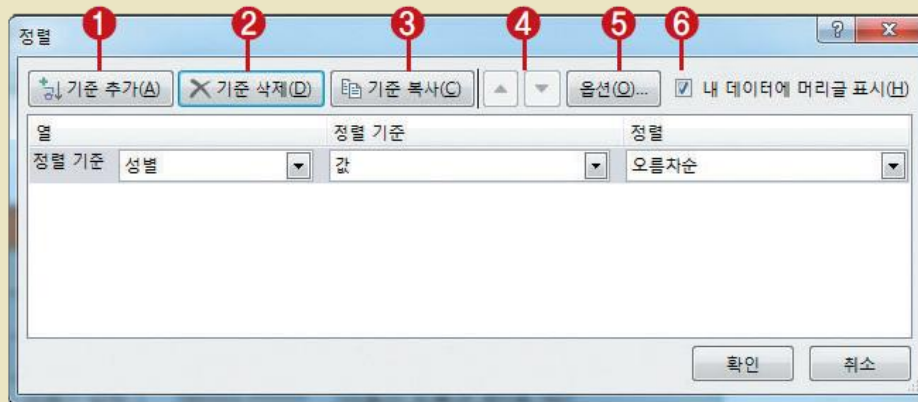 1 2 3 4 5 6
정렬
기준 추가(A) 기준 삭제(D) 기준 복사(C) 옵션(O)... 내 데이터에 머리글 표시(H)
열 정렬 기준 정렬
정렬 기준 성별 값 오름차순
확인 취소